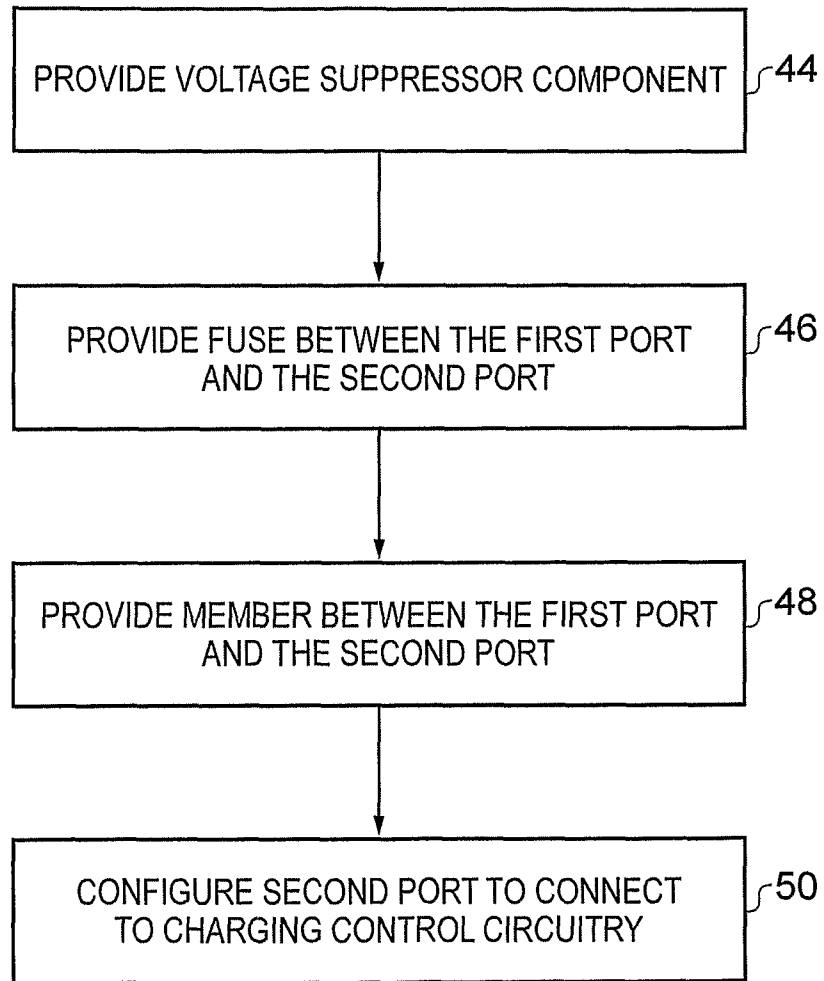 PROVIDE VOLTAGE SUPPRESSOR COMPONENT
44
PROVIDE FUSE BETWEEN THE FIRST PORT
AND THE SECOND PORT
46
PROVIDE MEMBER BETWEEN THE FIRST PORT
AND THE SECOND PORT
48
CONFIGURE SECOND PORT TO CONNECT
TO CHARGING CONTROL CIRCUITRY
50